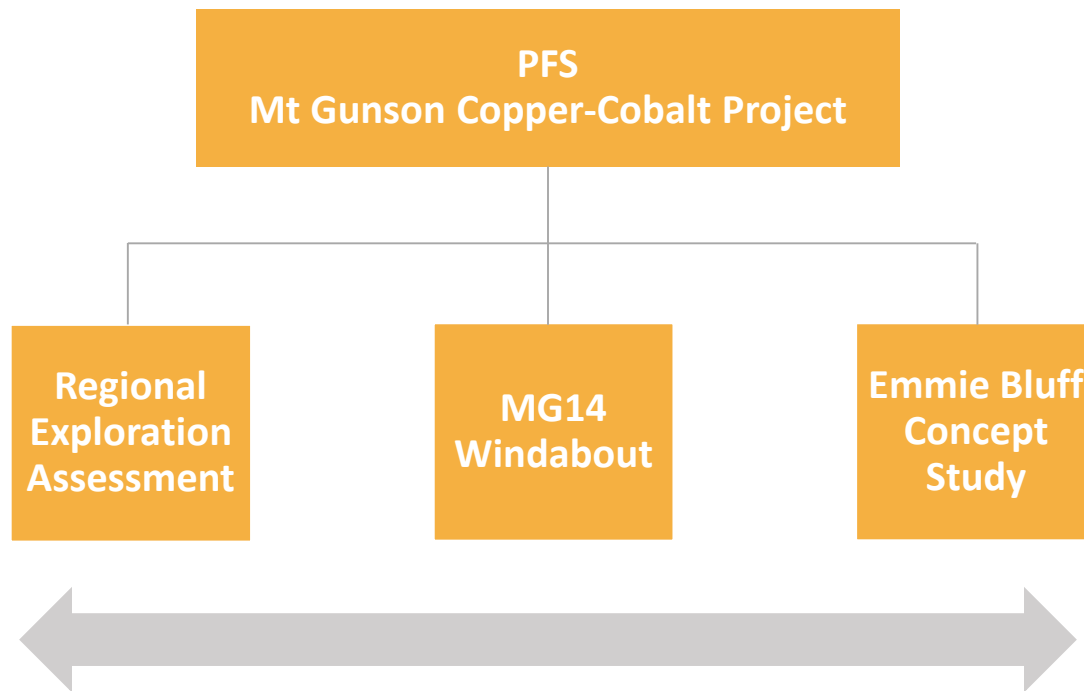 PFS
Mt Gunson Copper-Cobalt Project
Regional
Exploration
Assessment
MG14
Windabout
Emmie Bluff
Concept
Study